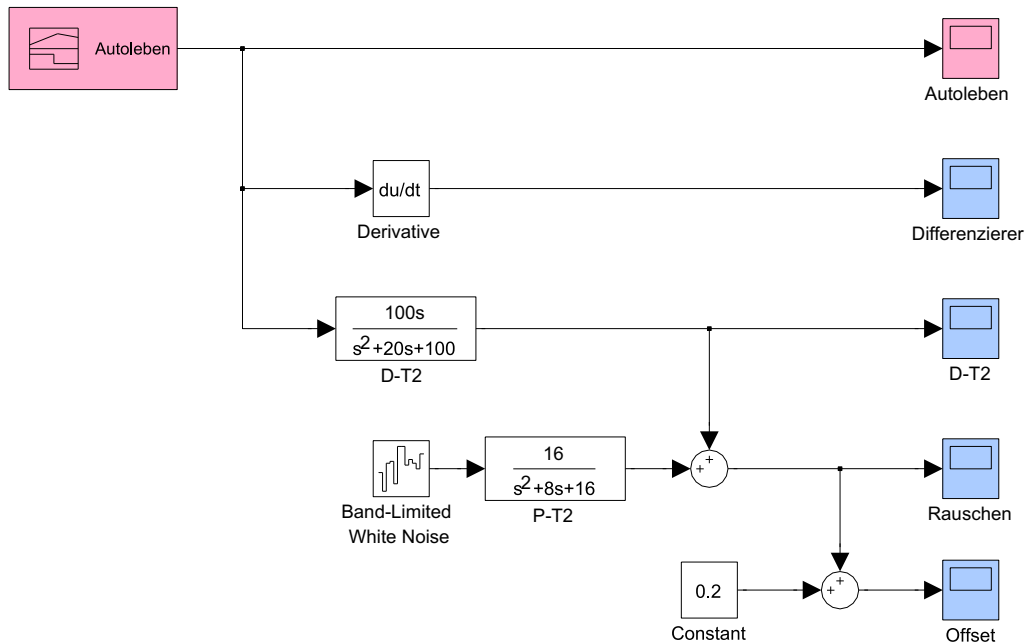 Autoleben
Autoleben
du/dt
Derivative
Differenzierer
100s
s²+20s+100
D-T2
D-T2
Band-Limited
White Noise
16
s²+8s+16
P-T2
+
+
Rauschen
0.2
Constant
+
+
Offset